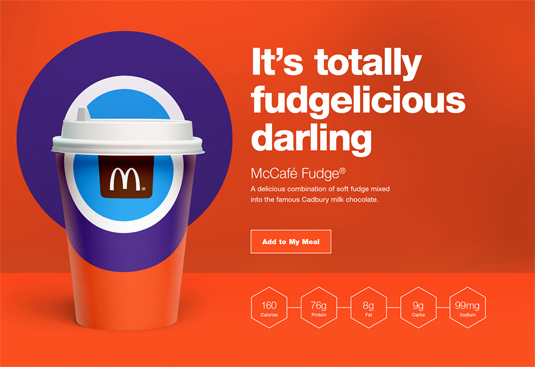 It's totally
fudgelicious
darling
McCafé Fudge®
A delicious combination of soft fudge mixed
into the famous Cadbury milk chocolate.
Add to My Meal
160 76g 8g 9g 99mg
Calories Protein Fat Carbs Sodium
M®